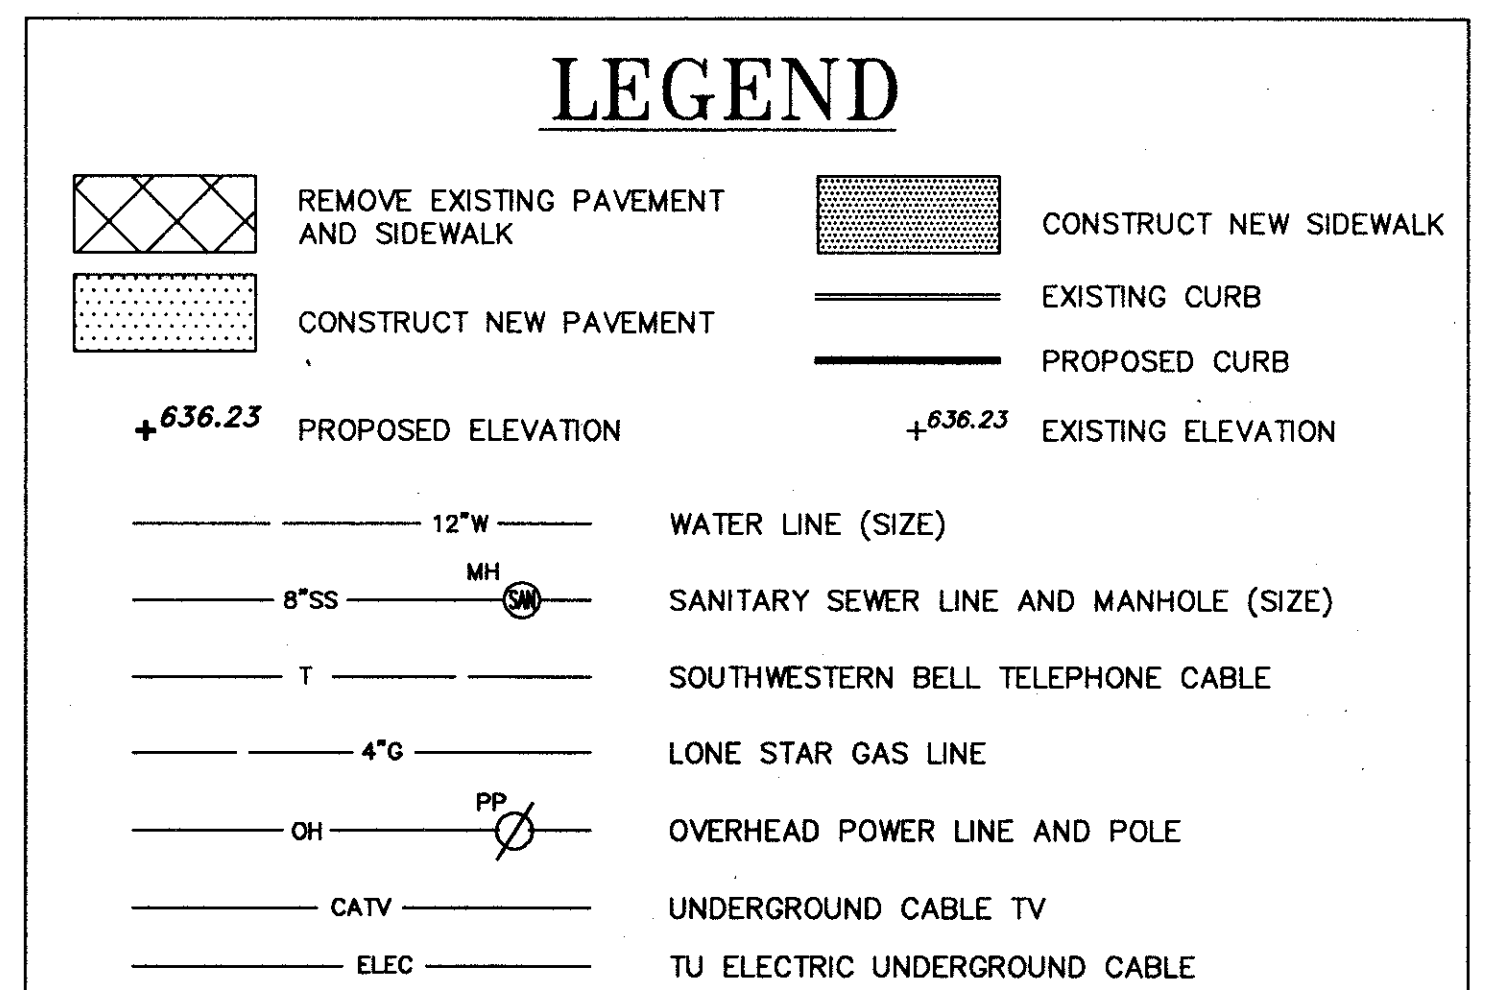 LEGEND
REMOVE EXISTING PAVEMENT
AND SIDEWALK
CONSTRUCT NEW SIDEWALK
CONSTRUCT NEW PAVEMENT
EXISTING CURB
PROPOSED CURB
+636.23 PROPOSED ELEVATION
+636.23 EXISTING ELEVATION
12"W WATER LINE (SIZE)
MH
8"SS SAN SANITARY SEWER LINE AND MANHOLE (SIZE)
T SOUTHWESTERN BELL TELEPHONE CABLE
4"G LONE STAR GAS LINE
PP
OH OVERHEAD POWER LINE AND POLE
CATV UNDERGROUND CABLE TV
ELEC TU ELECTRIC UNDERGROUND CABLE